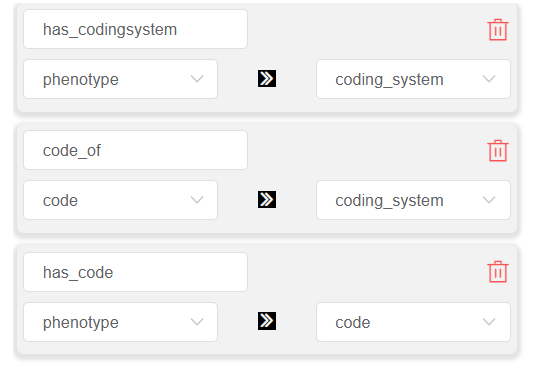 has_codingsystem
phenotype coding_system
code_of
code coding_system
has_code
phenotype code